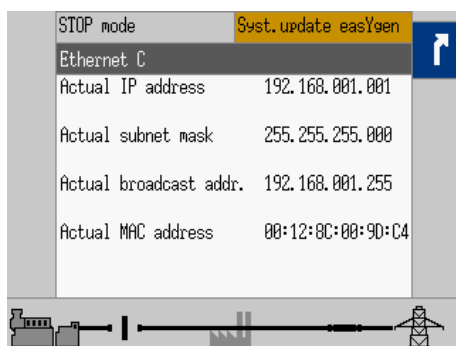 STOP mode Syst.update easYgen
Ethernet C
Actual IP address 192.168.001.001
Actual subnet mask 255.255.255.000
Actual broadcast addr. 192.168.001.255
Actual MAC address 00:12:8C:00:9D:C4